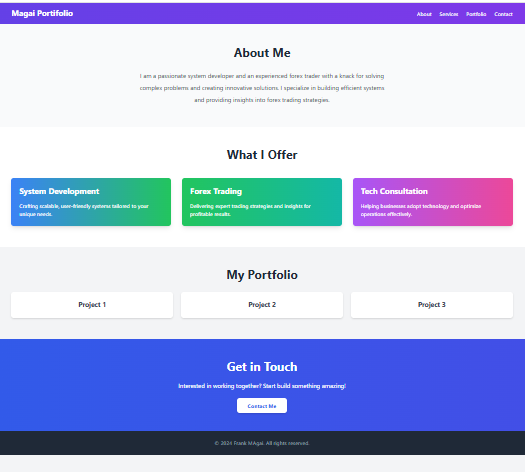 Magai Portifolio
About Services Portfolio Contact
About Me
I am a passionate system developer and an experienced forex trader with a knack for solving
complex problems and creating innovative solutions. I specialize in building efficient systems
and providing insights into forex trading strategies.
What I Offer
System Development
Crafting scalable, user-friendly systems tailored to your
unique needs.
Forex Trading
Delivering expert trading strategies and insights for
profitable results.
Tech Consultation
Helping businesses adopt technology and optimize
operations effectively.
My Portfolio
Project 1
Project 2
Project 3
Get in Touch
Interested in working together? Start build something amazing!
Contact Me
© 2024 Frank MAgai. All rights reserved.